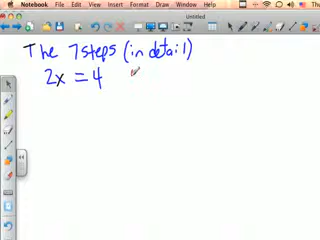 Notebook File Edit View Insert Format Draw Window Help
Untitled
The 7 steps (in detail)
2x = 4